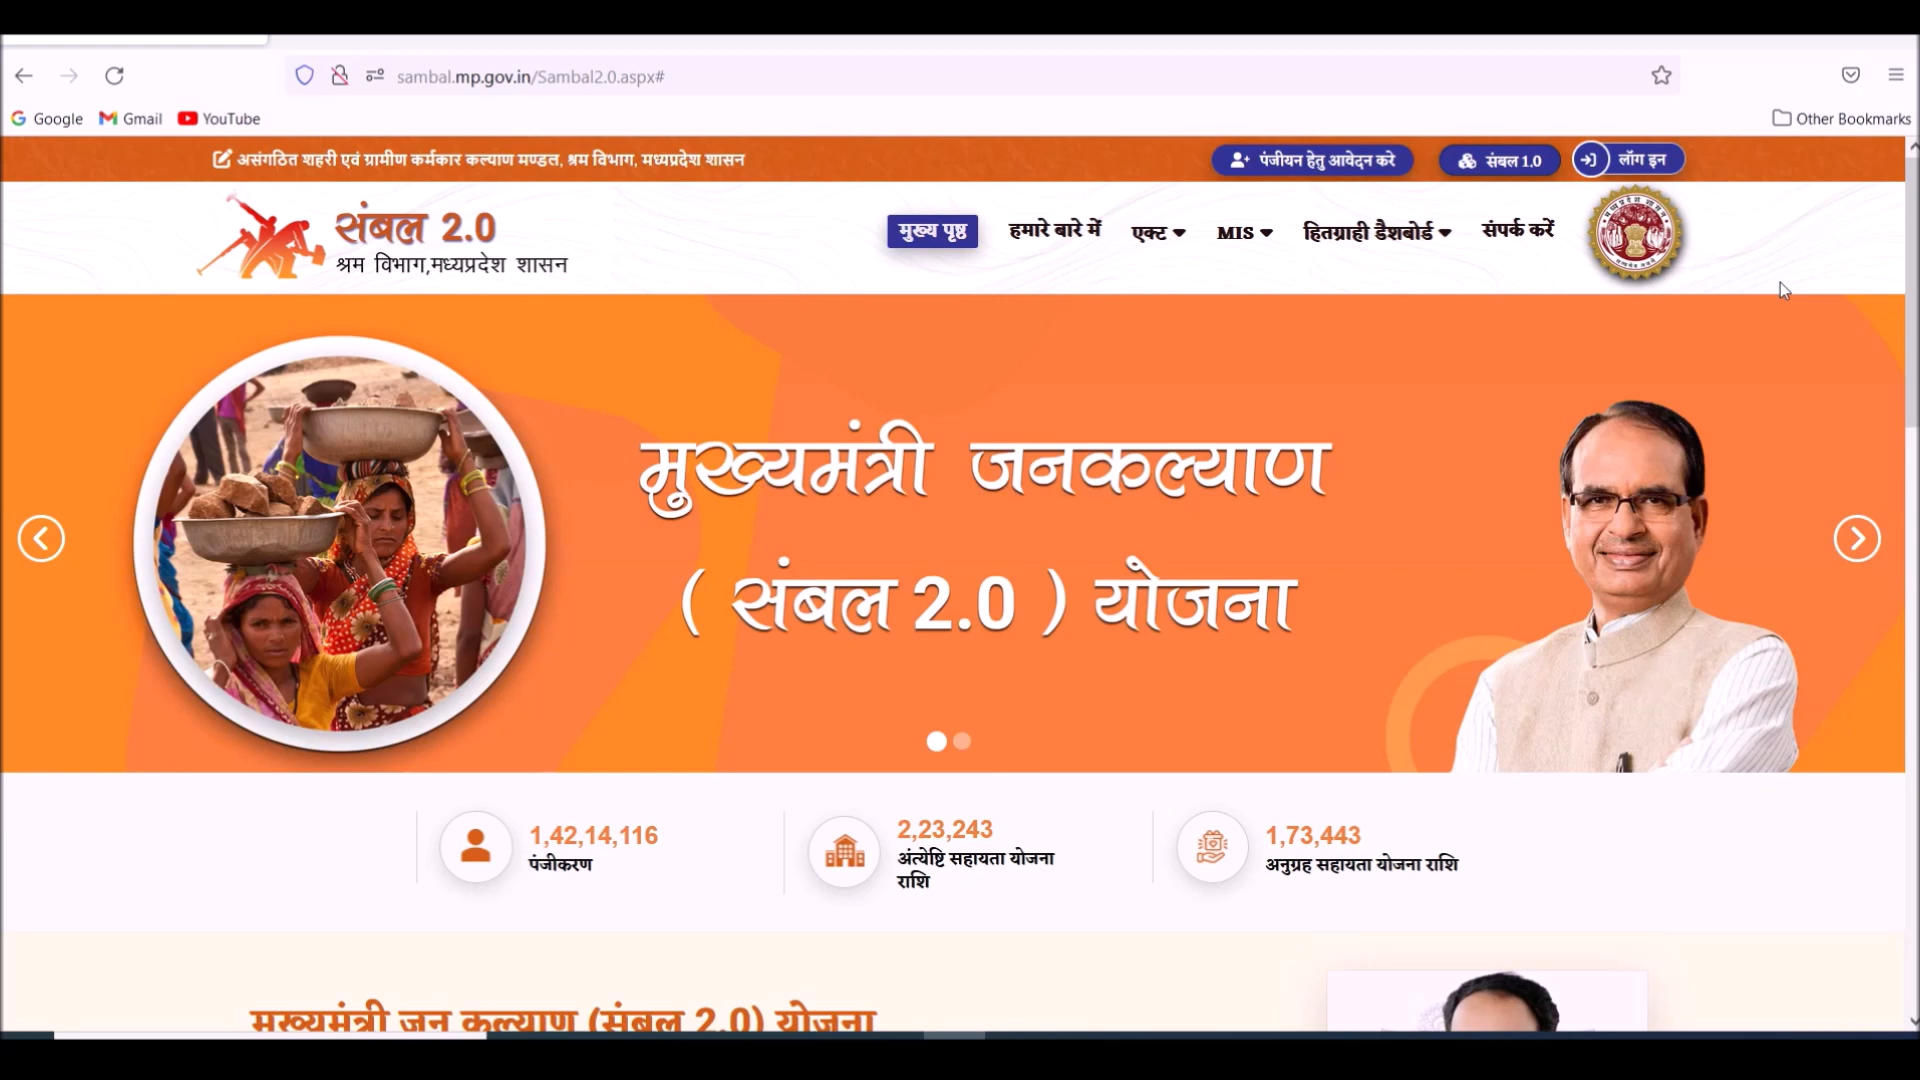 sambal.mp.gov.in/Sambal2.0.aspx#
Google Gmail YouTube Other Bookmarks
असंगठित शहरी एवं ग्रामीण कर्मकार कल्याण मण्डल, श्रम विभाग, मध्यप्रदेश शासन
पंजीयन हेतु आवेदन करे
संबल 1.0
लॉग इन
संबल 2.0
श्रम विभाग,मध्यप्रदेश शासन
मुख्य पृष्ठ
हमारे बारे में
एक्ट
MIS
हितग्राही डैशबोर्ड
संपर्क करें
मुख्यमंत्री जनकल्याण
( संबल 2.0 ) योजना
1,42,14,116
पंजीकरण
2,23,243
अंत्येष्टि सहायता योजना
राशि
1,73,443
अनुग्रह सहायता योजना राशि
मुख्यमंत्री जन कल्याण (संबल 2.0) योजना